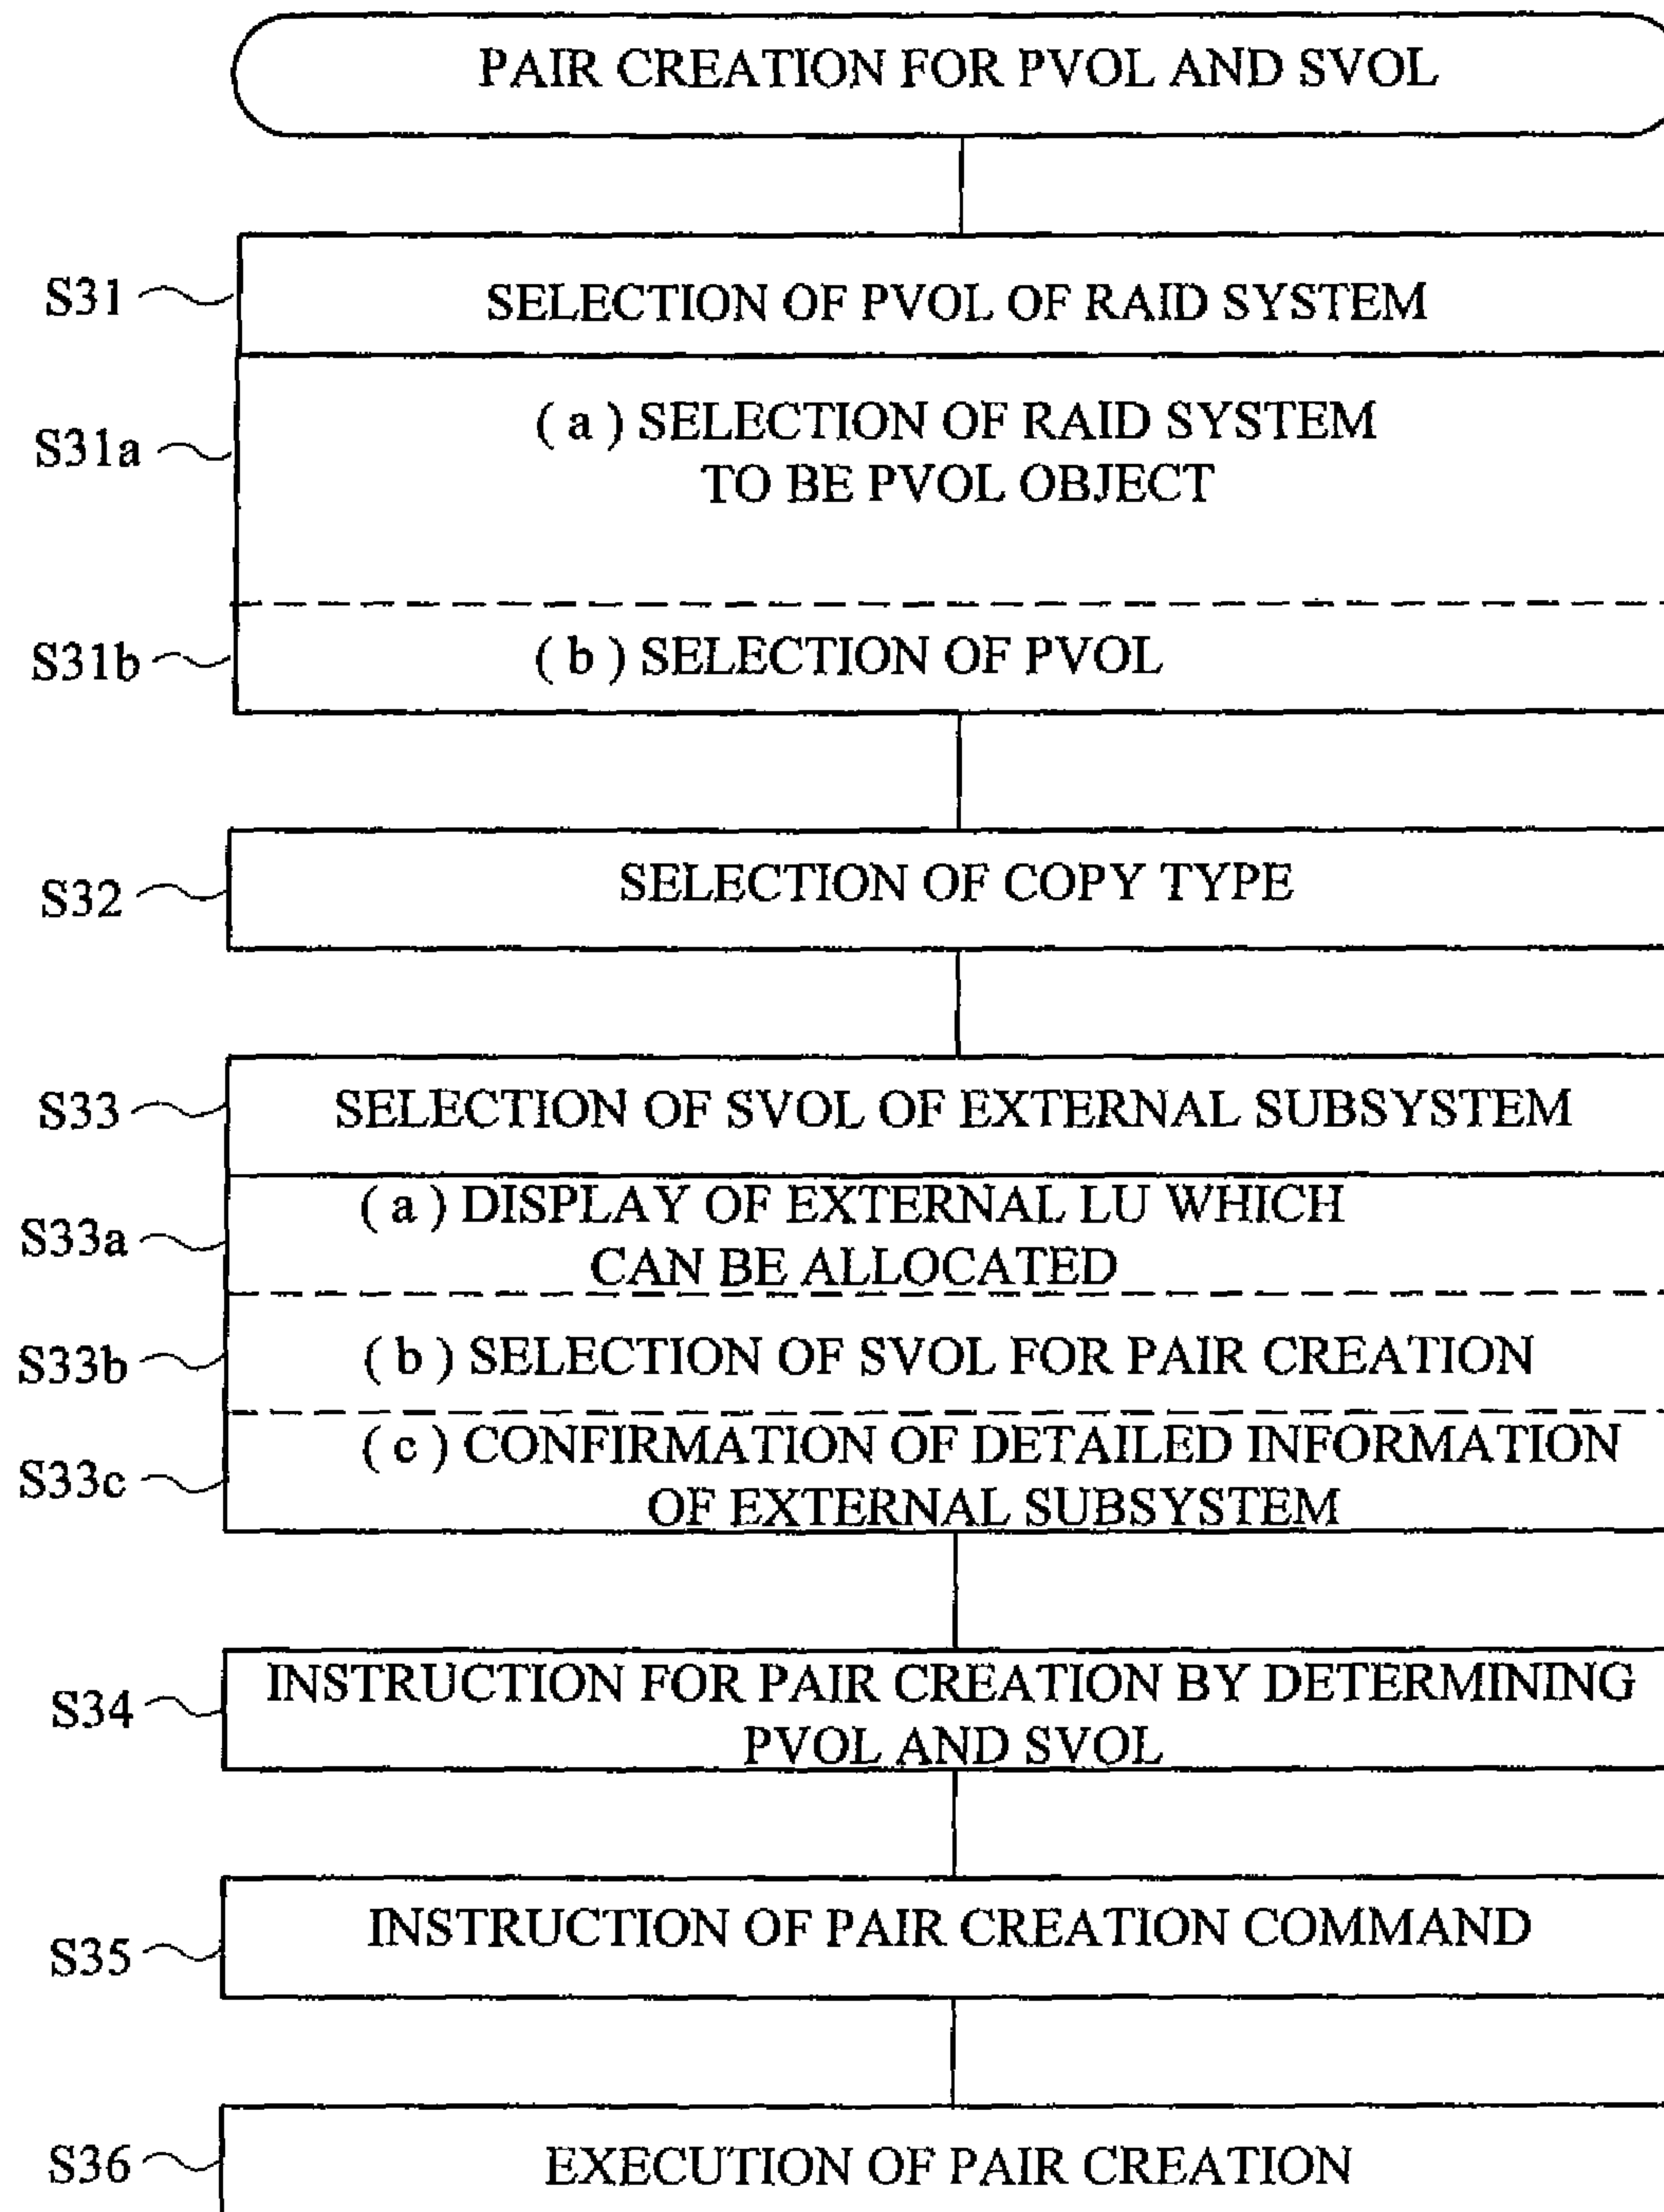 PAIR CREATION FOR PVOL AND SVOL
S31
SELECTION OF PVOL OF RAID SYSTEM
S31a
( a ) SELECTION OF RAID SYSTEM
TO BE PVOL OBJECT
S31b
( b ) SELECTION OF PVOL
S32
SELECTION OF COPY TYPE
S33
SELECTION OF SVOL OF EXTERNAL SUBSYSTEM
S33a
( a ) DISPLAY OF EXTERNAL LU WHICH
CAN BE ALLOCATED
S33b
( b ) SELECTION OF SVOL FOR PAIR CREATION
S33c
( c ) CONFIRMATION OF DETAILED INFORMATION
OF EXTERNAL SUBSYSTEM
S34
INSTRUCTION FOR PAIR CREATION BY DETERMINING
PVOL AND SVOL
S35
INSTRUCTION OF PAIR CREATION COMMAND
S36
EXECUTION OF PAIR CREATION